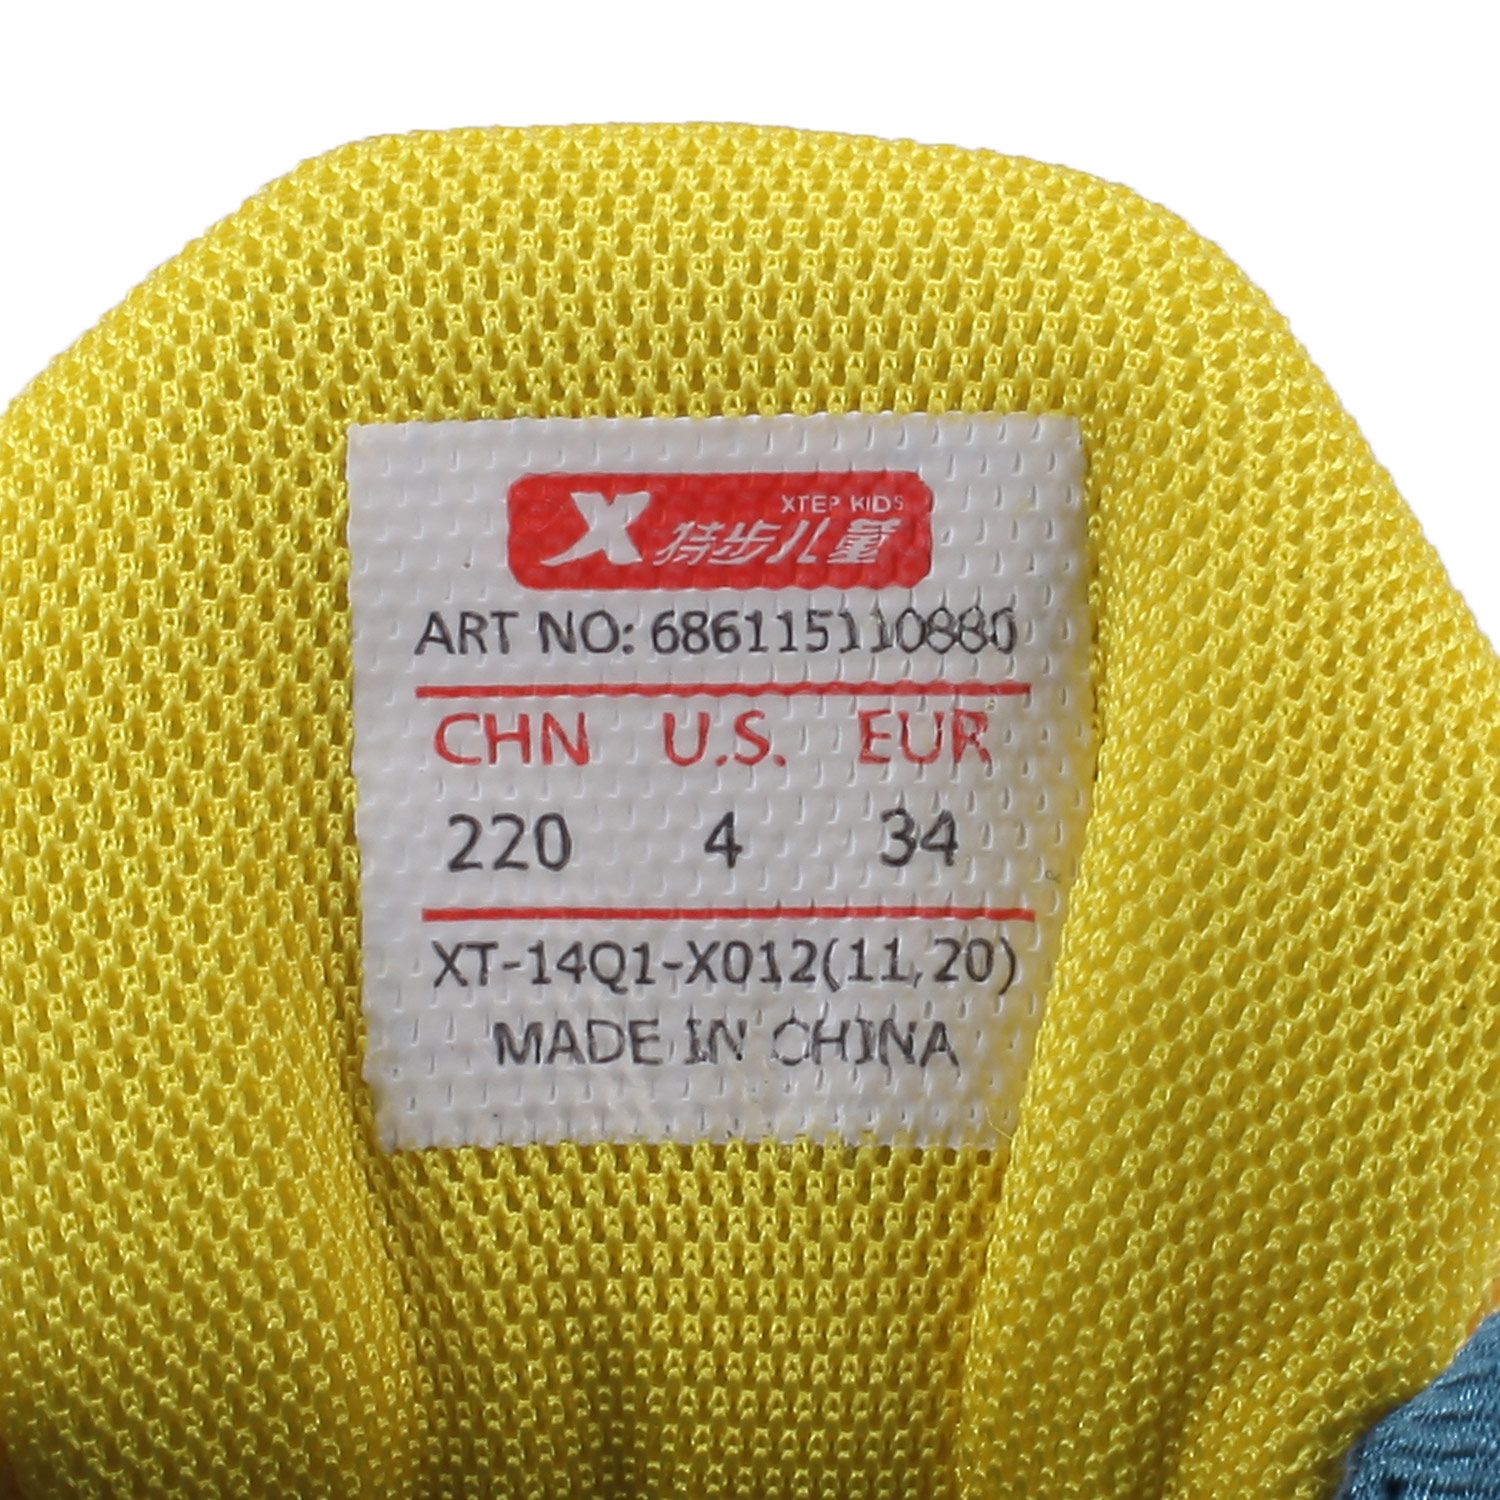 XTEP KIDS
X 特步儿童
ART NO: 686115110880
CHN U.S. EUR
220 4 34
XT-14Q1-X012(11,20)
MADE IN CHINA